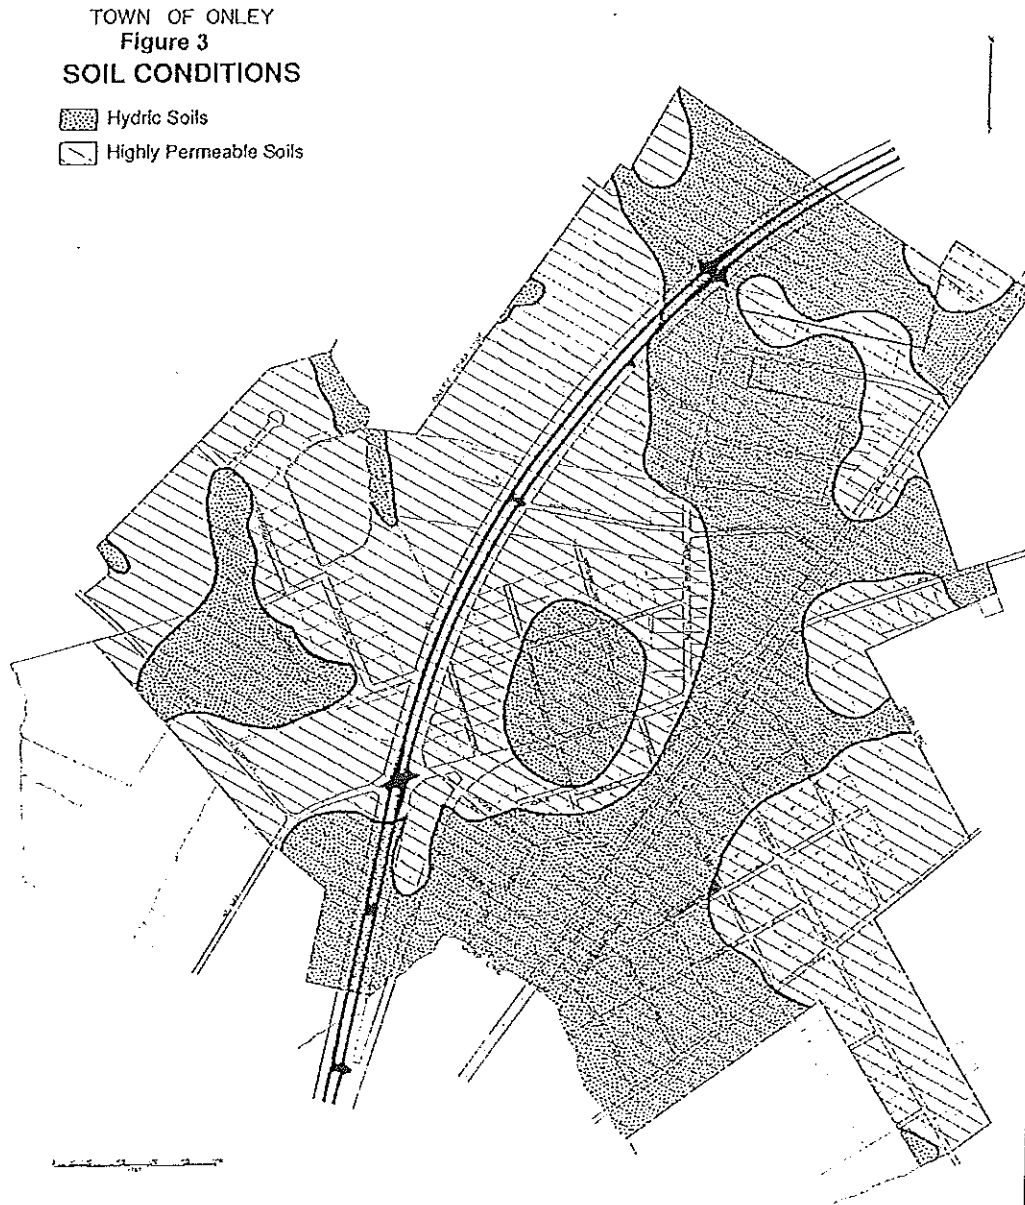 TOWN OF ONLEY
Figure 3
SOIL CONDITIONS
Hydric Soils
Highly Permeable Soils